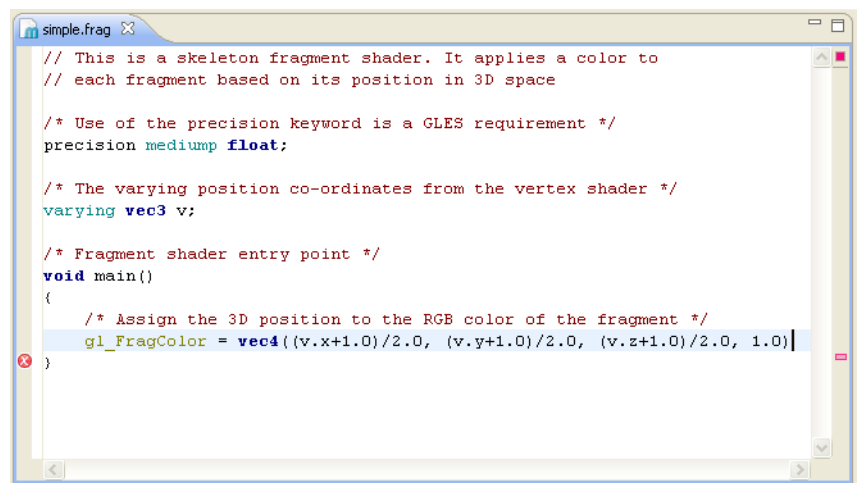 simple.frag
// This is a skeleton fragment shader. It applies a color to
// each fragment based on its position in 3D space
/* Use of the precision keyword is a GLES requirement */
precision mediump float;
/* The varying position co-ordinates from the vertex shader */
varying vec3 v;
/* Fragment shader entry point */
void main()
{
/* Assign the 3D position to the RGB color of the fragment */
gl_FragColor = vec4((v.x+1.0)/2.0, (v.y+1.0)/2.0, (v.z+1.0)/2.0, 1.0)
}